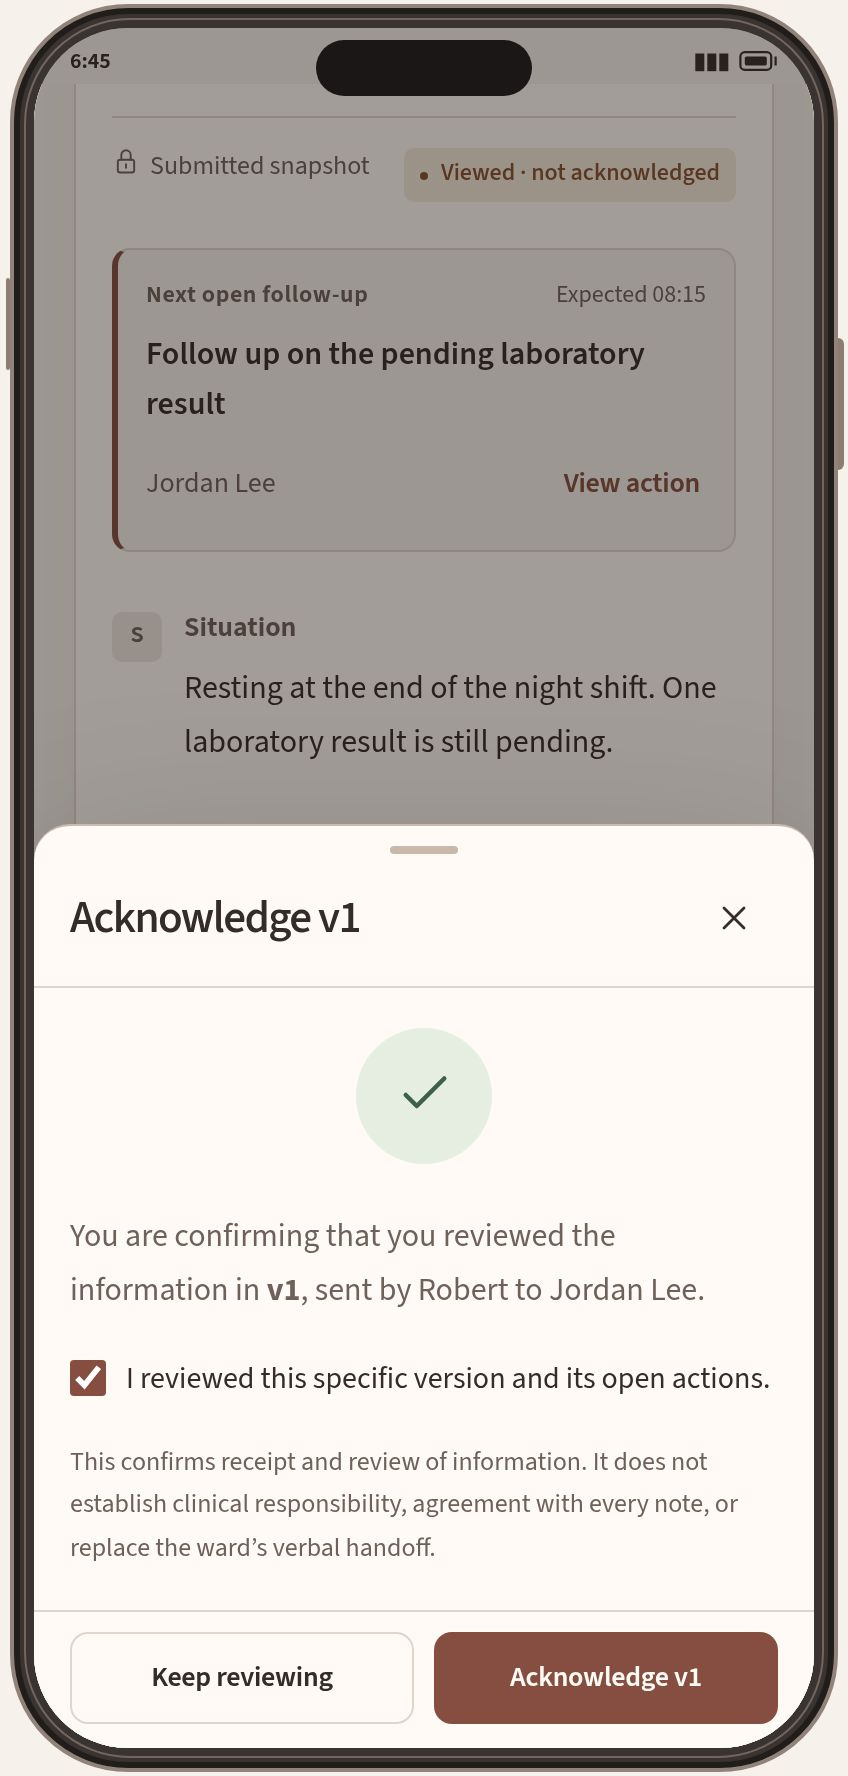 6:45
Submitted snapshot
• Viewed · not acknowledged
Next open follow-up
Expected 08:15
Follow up on the pending laboratory
result
Jordan Lee
View action
S
Situation
Resting at the end of the night shift. One
laboratory result is still pending.
Acknowledge v1
You are confirming that you reviewed the
information in v1, sent by Robert to Jordan Lee.
I reviewed this specific version and its open actions.
This confirms receipt and review of information. It does not
establish clinical responsibility, agreement with every note, or
replace the ward’s verbal handoff.
Keep reviewing
Acknowledge v1